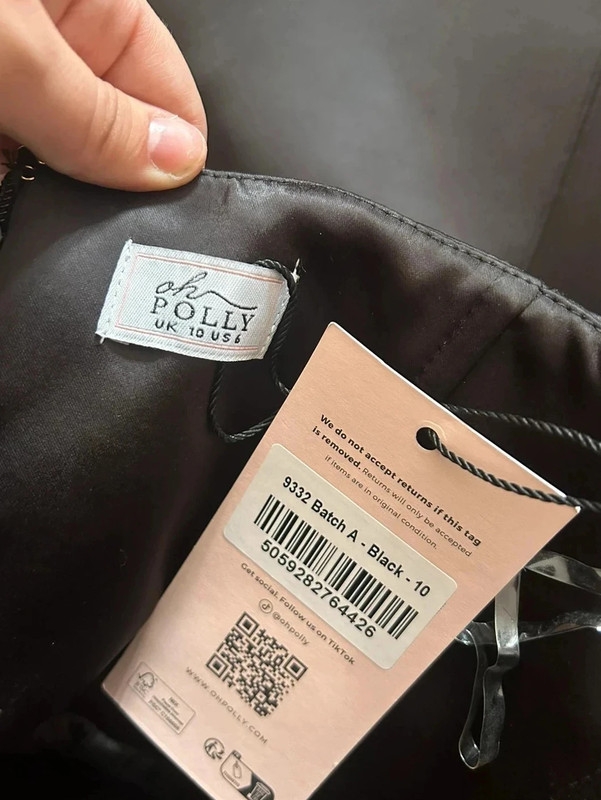 oh
POLLY
UK 10 US 6
We do not accept returns if this tag
is removed. Returns will only be accepted
if items are in original condition.
9332 Batch A - Black - 10
5059282764426
Get social. Follow us on TikTok
@ohpolly
WWW.OHPOLLY.COM
FSC
MIX